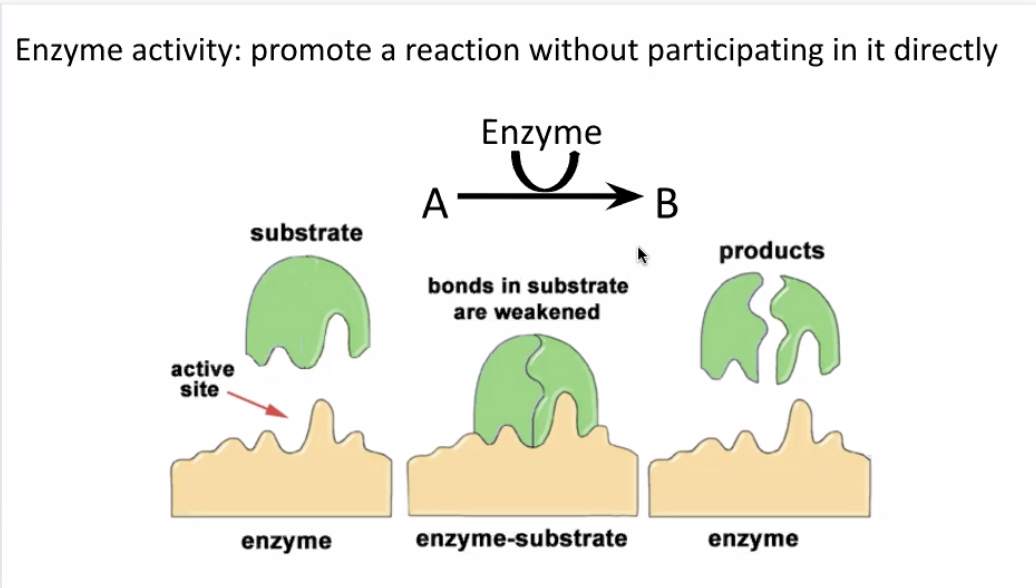 Enzyme activity: promote a reaction without participating in it directly
Enzyme
A
B
substrate
products
bonds in substrate
are weakened
active
site
enzyme
enzyme-substrate
enzyme